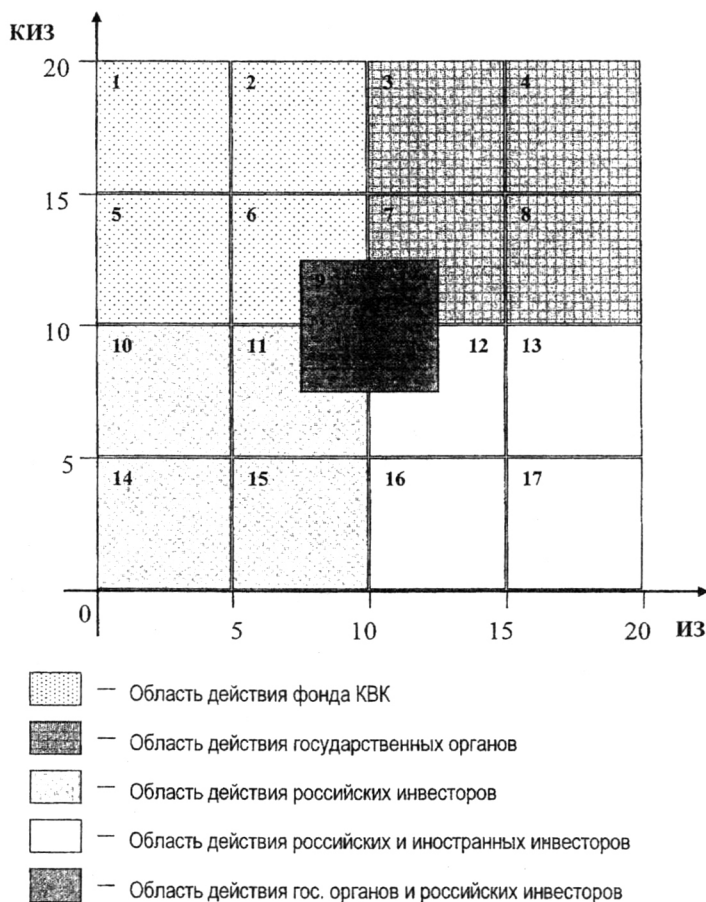 КИЗ
20
1 2 3 4
15
5 6 7 8
9
10
10 11 12 13
5
14 15 16 17
0
5 10 15 20 ИЗ
— Область действия фонда КВК
— Область действия государственных органов
— Область действия российских инвесторов
— Область действия российских и иностранных инвесторов
— Область действия гос. органов и российских инвесторов